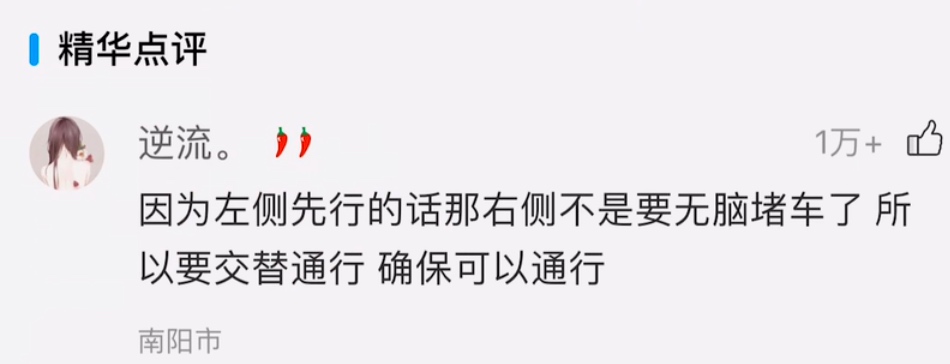 精华点评
逆流。🌶🌶
1万+
因为左侧先行的话那右侧不是要无脑堵车了 所
以要交替通行 确保可以通行
南阳市